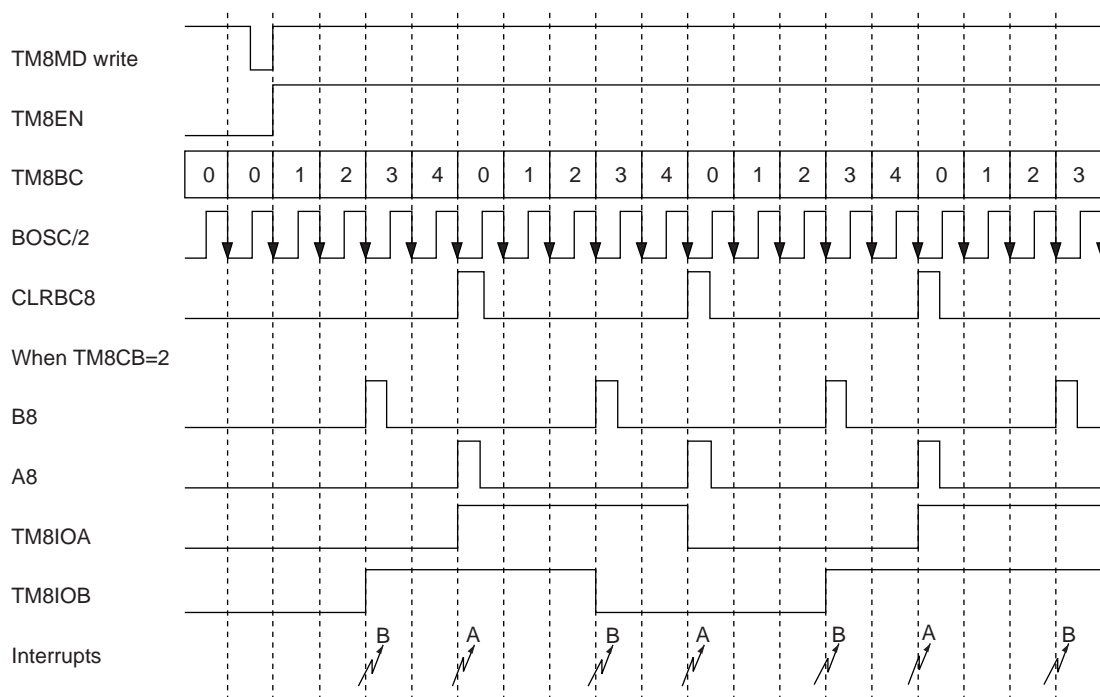 TM8MD write
TM8EN
TM8BC 0 0 1 2 3 4 0 1 2 3 4 0 1 2 3 4 0 1 2 3
BOSC/2
CLRBC8
When TM8CB=2
B8
A8
TM8IOA
TM8IOB
Interrupts B A B A B A B